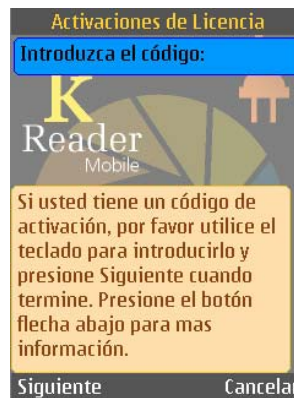 Activaciones de Licencia
Introduzca el código:
K
Reader
Mobile
Si usted tiene un código de
activación, por favor utilice el
teclado para introducirlo y
presione Siguiente cuando
termine. Presione el botón
flecha abajo para mas
información.
Siguiente Cancelar